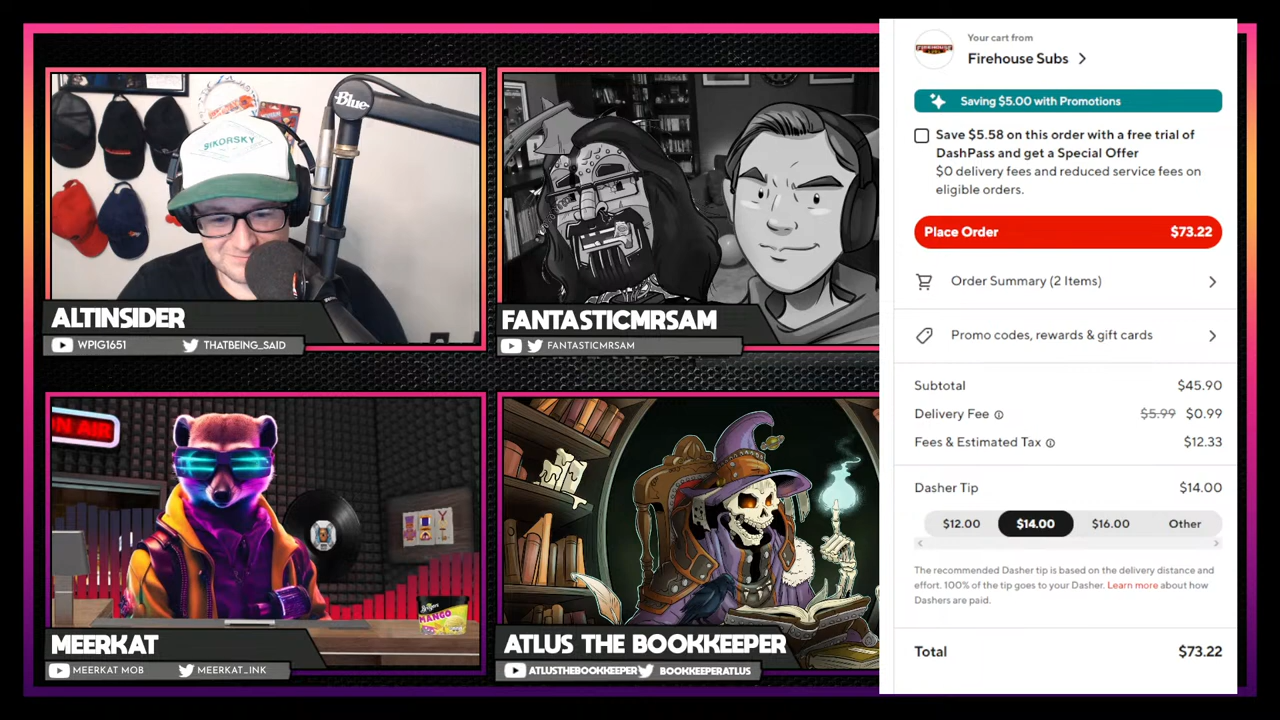 Blue
SIKORSKY
ALTINSIDER
WPIG1651
THATBEING_SAID
FANTASTICMRSAM
FANTASTICMRSAM
ON AIR
MANGO
MEERKAT
MEERKAT MOB
MEERKAT_INK
ATLUS THE BOOKKEEPER
ATLUSTHEBOOKKEEPER
BOOKKEEPERATLUS
FIREHOUSE
SUBS
Your cart from
Firehouse Subs
Saving $5.00 with Promotions
Save $5.58 on this order with a free trial of
DashPass and get a Special Offer
$0 delivery fees and reduced service fees on
eligible orders.
Place Order $73.22
Order Summary (2 Items)
Promo codes, rewards & gift cards
Subtotal $45.90
Delivery Fee $5.99 $0.99
Fees & Estimated Tax $12.33
Dasher Tip $14.00
$12.00 $14.00 $16.00 Other
The recommended Dasher tip is based on the delivery distance and
effort. 100% of the tip goes to your Dasher. Learn more about how
Dashers are paid.
Total $73.22